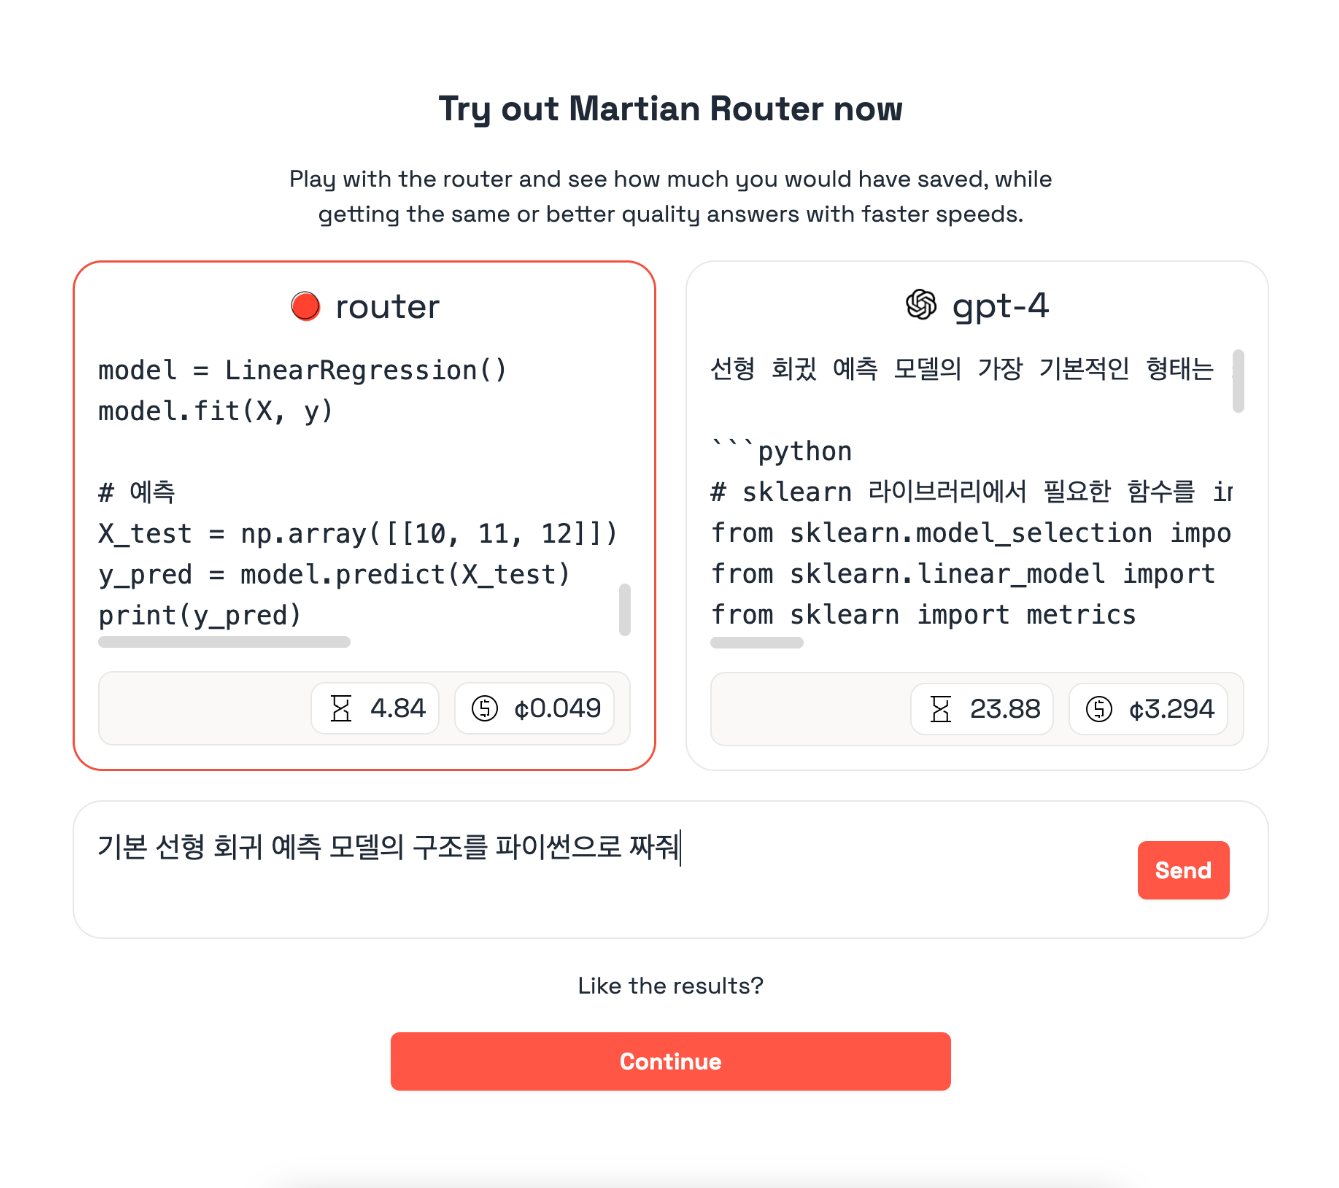 Try out Martian Router now
Play with the router and see how much you would have saved, while
getting the same or better quality answers with faster speeds.
router
model = LinearRegression()
model.fit(X, y)
# 예측
X_test = np.array([[10, 11, 12]])
y_pred = model.predict(X_test)
print(y_pred)
4.84
¢0.049
gpt-4
선형 회귒 예측 모델의 가장 기본적인 형태는
```python
# sklearn 라이브러리에서 필요한 함수를 in
from sklearn.model_selection impo
from sklearn.linear_model import
from sklearn import metrics
23.88
¢3.294
기본 선형 회귀 예측 모델의 구조를 파이썬으로 짜줘
Send
Like the results?
Continue